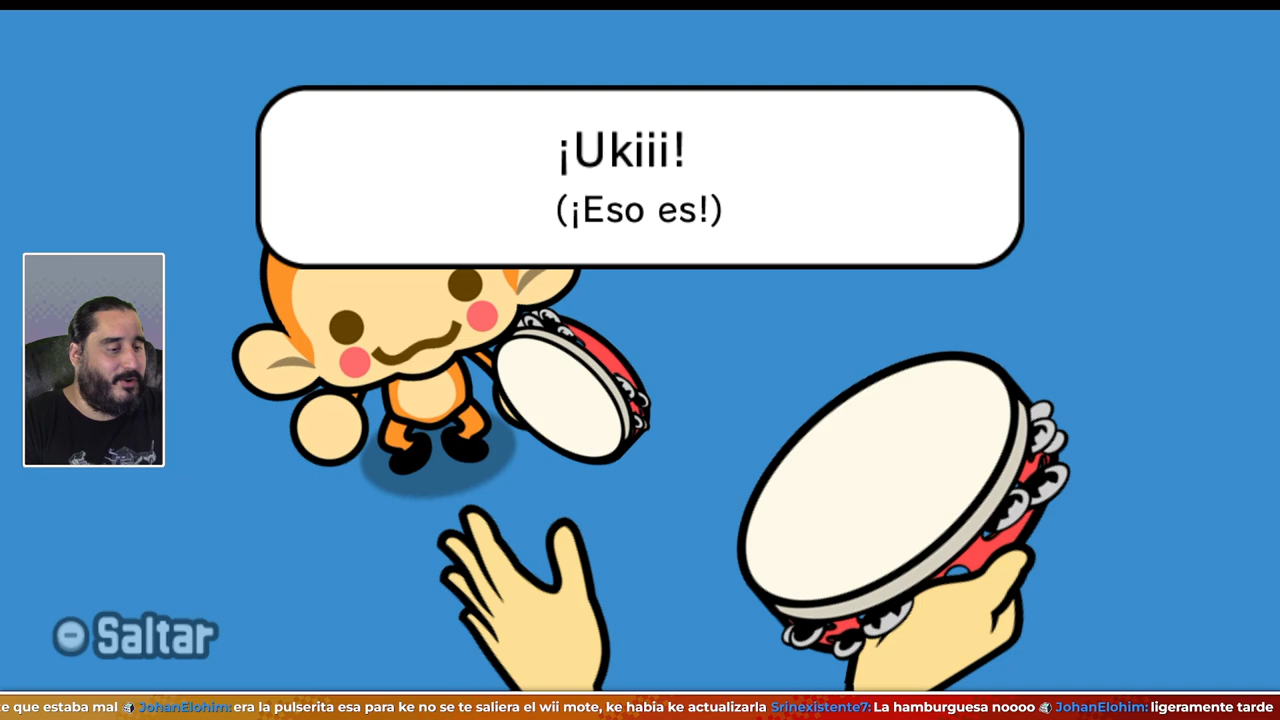 ¡Ukiii!
(¡Eso es!)
Saltar
te que estaba mal JohanElohim: era la pulserita esa para ke no se te saliera el wii mote, ke habia ke actualizarla Srinexistente7: La hamburguesa noooo JohanElohim: ligeramente tarde